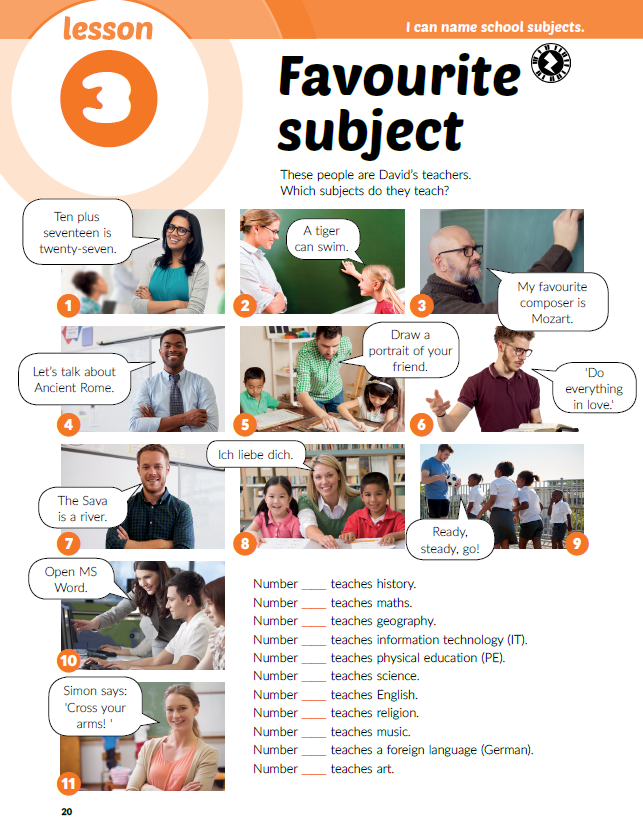 lesson
3
I can name school subjects.
Favourite
subject
These people are David's teachers.
Which subjects do they teach?
Ten plus
seventeen is
twenty-seven.
1
A tiger
can swim.
2
My favourite
composer is
Mozart.
3
Let's talk about
Ancient Rome.
4
Draw a
portrait of your
friend.
5
'Do
everything
in love.'
6
The Sava
is a river.
7
Ich liebe dich.
8
Ready,
steady, go!
9
Open MS
Word.
10
Simon says:
'Cross your
arms! '
11
Number ____ teaches history.
Number ____ teaches maths.
Number ____ teaches geography.
Number ____ teaches information technology (IT).
Number ____ teaches physical education (PE).
Number ____ teaches science.
Number ____ teaches English.
Number ____ teaches religion.
Number ____ teaches music.
Number ____ teaches a foreign language (German).
Number ____ teaches art.
20